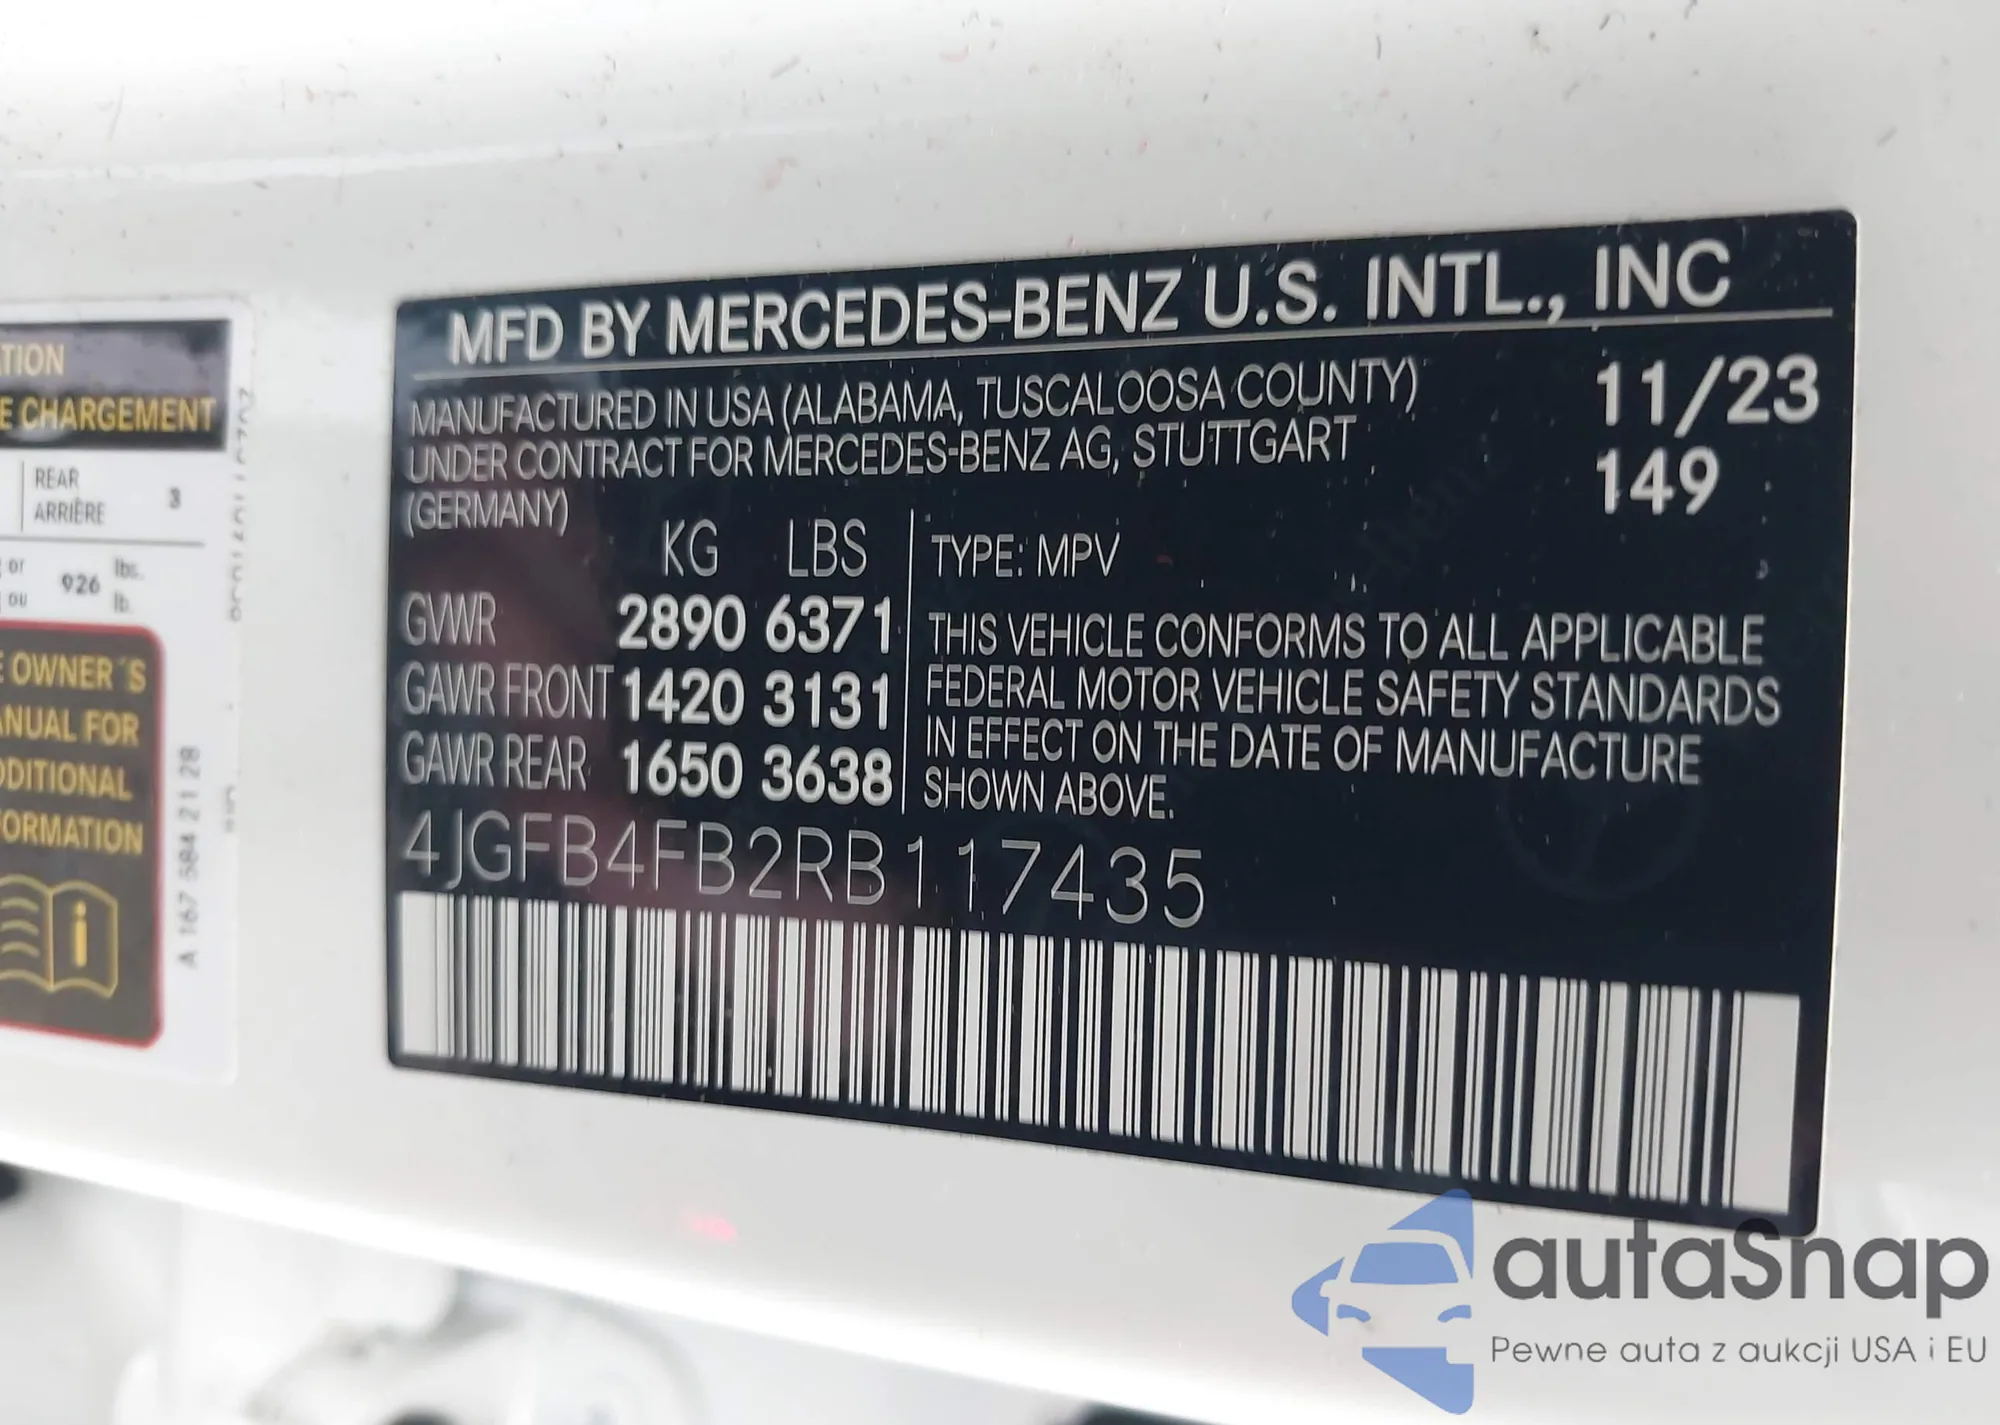 MFD BY MERCEDES-BENZ U.S. INTL., INC
MANUFACTURED IN USA (ALABAMA, TUSCALOOSA COUNTY)
UNDER CONTRACT FOR MERCEDES-BENZ AG, STUTTGART
(GERMANY)
11/23
149
KG LBS
GVWR 2890 6371
GAWR FRONT 1420 3131
GAWR REAR 1650 3638
TYPE: MPV
THIS VEHICLE CONFORMS TO ALL APPLICABLE
FEDERAL MOTOR VEHICLE SAFETY STANDARDS
IN EFFECT ON THE DATE OF MANUFACTURE
SHOWN ABOVE.
4JGFB4FB2RB117435
TION
E CHARGEMENT
REAR
ARRIÈRE
3
or
ou
926
lbs.
lb.
E OWNER´S
ANUAL FOR
DDITIONAL
FORMATION
i
A 167 584 21 28
autaSnap
Pewne auta z aukcji USA i EU